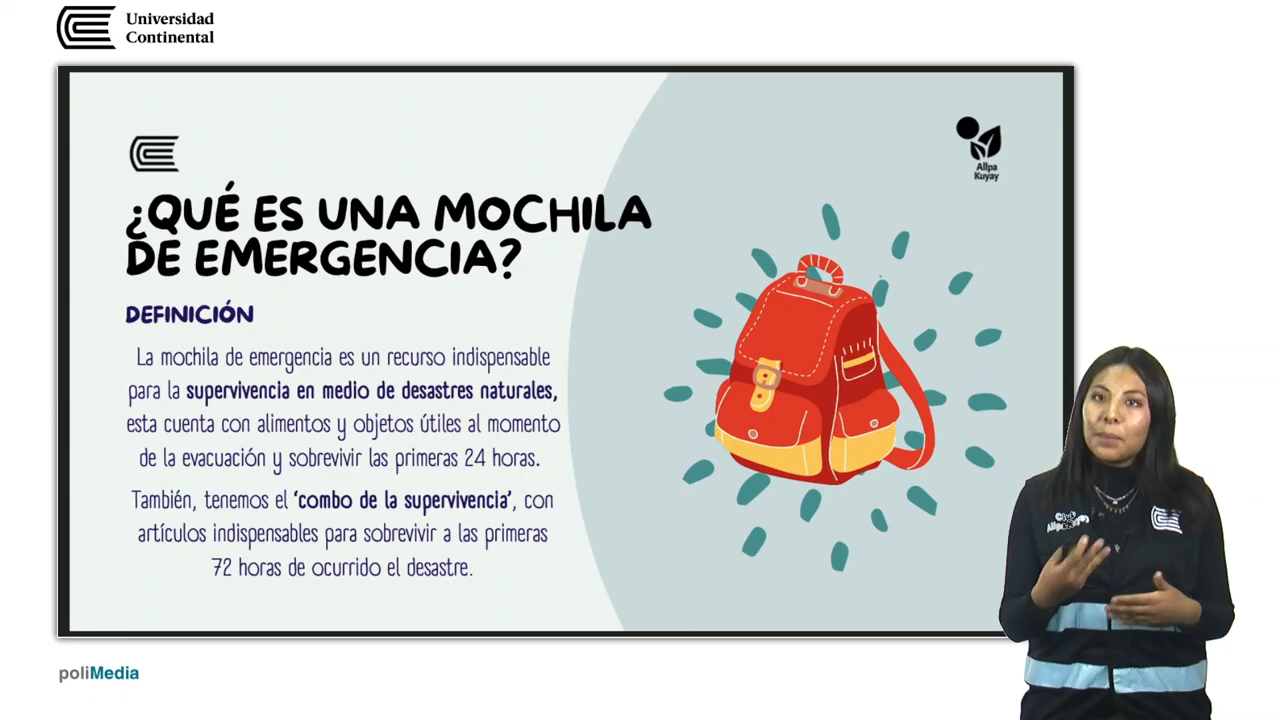 Universidad
Continental
Allpa
Kuyay
¿QUÉ ES UNA MOCHILA
DE EMERGENCIA?
DEFINICIÓN
La mochila de emergencia es un recurso indispensable
para la supervivencia en medio de desastres naturales,
esta cuenta con alimentos y objetos útiles al momento
de la evacuación y sobrevivir las primeras 24 horas.
También, tenemos el ‘combo de la supervivencia’, con
artículos indispensables para sobrevivir a las primeras
72 horas de ocurrido el desastre.
poliMedia